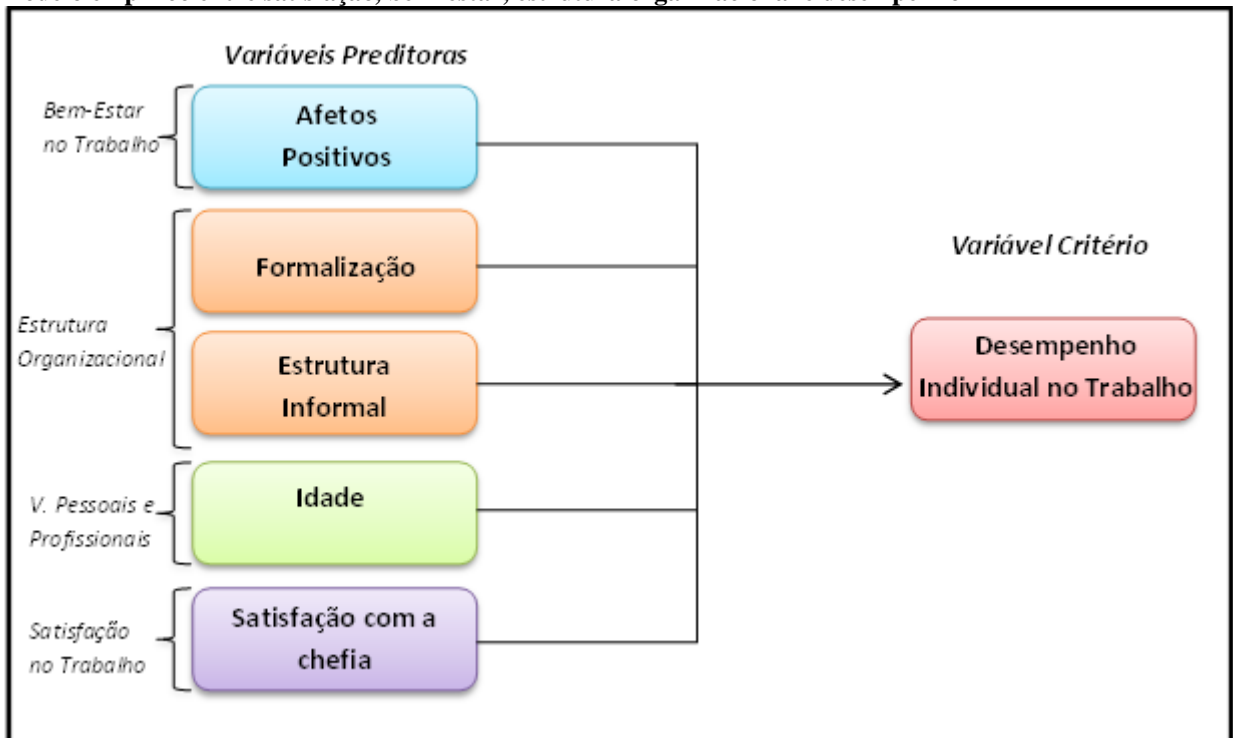 Variáveis Preditoras
Bem-Estar
no Trabalho
Afetos
Positivos
Estrutura
Organizacional
Formalização
Estrutura
Informal
V. Pessoais e
Profissionais
Idade
Satisfação
no Trabalho
Satisfação com a
chefia
Variável Critério
Desempenho
Individual no Trabalho